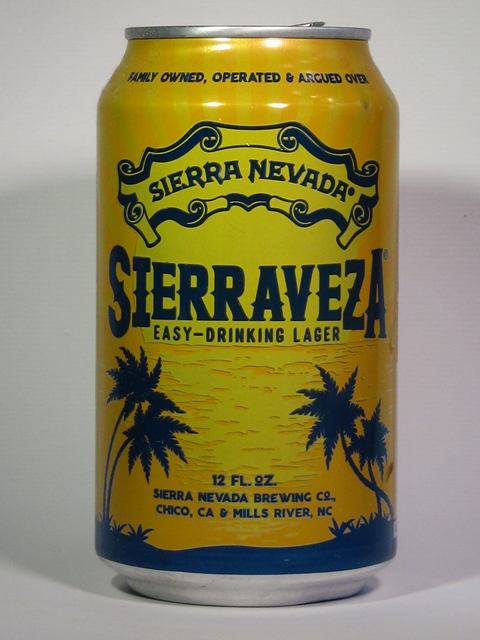 FAMILY OWNED, OPERATED & ARGUED OVER
SIERRA NEVADA®
SIERRAVEZA®
EASY-DRINKING LAGER
12 FL. OZ.
SIERRA NEVADA BREWING CO.,
CHICO, CA & MILLS RIVER, NC